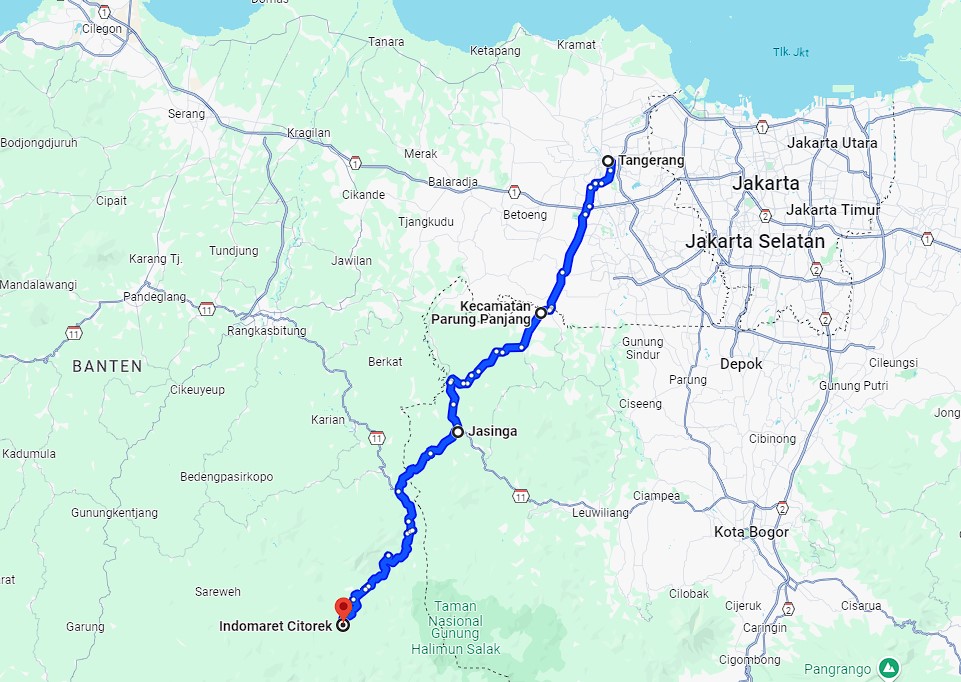 Domas
1
Cilegon
Tanara
Ketapang
Kramat
Tlk. Jkt
Serang
Kragilan
1
Bodjongdjuruh
Merak
1
Tangerang
Jakarta Utara
1
Cikande
Balaradja
1
Jakarta
Cipait
Betoeng
2
Jakarta Timur
Tjangkudu
Jakarta Selatan
1
Tundjung
Karang Tj.
Jawilan
2
Mandalawangi
Pandeglang
11
Kecamatan
Parung Panjang
2
11
Rangkasbitung
Gunung
Sindur
BANTEN
Berkat
Depok
Cileungsi
Parung
Gunung Putri
Cikeuyeup
Ciseeng
Jong
Karian
11
Jasinga
Cibinong
Kadumula
Bedengpasirkopo
11
Ciampea
2
Gunungkentjang
Leuwiliang
Kota Bogor
rat
Sareweh
Cilobak
Cijeruk
2
Cisarua
Taman
Nasional
Gunung
Halimun Salak
Indomaret Citorek
Garung
Caringin
Cigombong
Pangrango